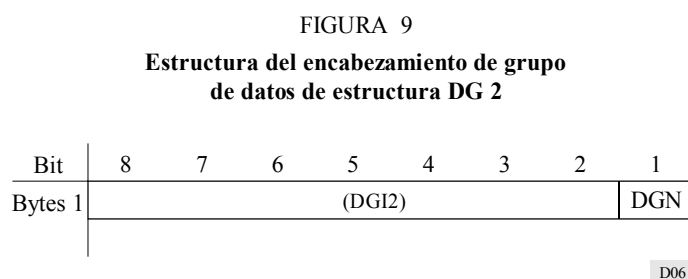 FIGURA 9
Estructura del encabezamiento de grupo
de datos de estructura DG 2
Bit 8 7 6 5 4 3 2 1
Bytes 1 (DGI2) DGN
D06